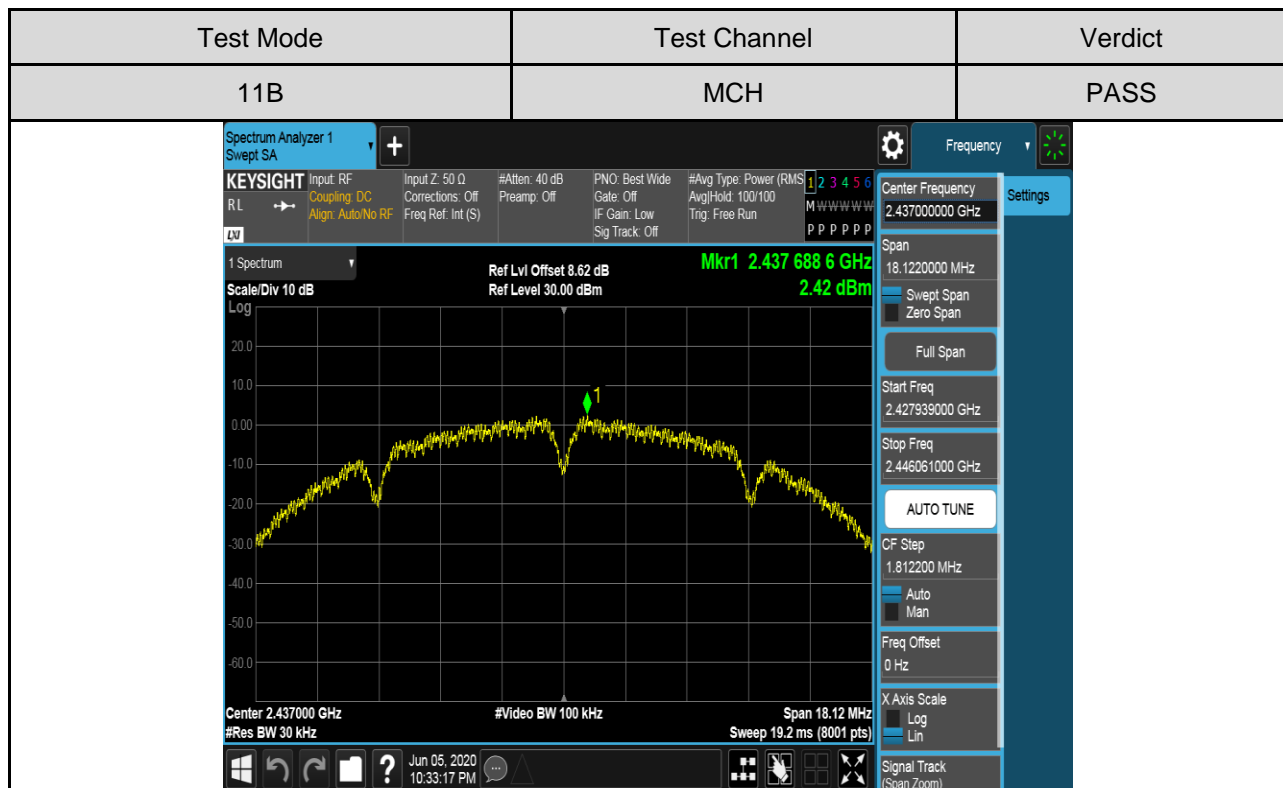 Test Mode Test Channel Verdict
11B MCH PASS
Spectrum Analyzer 1
Swept SA
+
Frequency
KEYSIGHT
RL
LXI
Input: RF
Coupling: DC
Align: Auto/No RF
Input Z: 50 Ω
Corrections: Off
Freq Ref: Int (S)
#Atten: 40 dB
Preamp: Off
PNO: Best Wide
Gate: Off
IF Gain: Low
Sig Track: Off
#Avg Type: Power (RMS
Avg|Hold: 100/100
Trig: Free Run
1 2 3 4 5 6
M W W W W W
P P P P P P
1 Spectrum
Scale/Div 10 dB
Ref Lvl Offset 8.62 dB
Ref Level 30.00 dBm
Mkr1 2.437 688 6 GHz
2.42 dBm
Log
20.0
10.0
0.00
-10.0
-20.0
-30.0
-40.0
-50.0
-60.0
1
Center 2.437000 GHz
#Res BW 30 kHz
#Video BW 100 kHz
Span 18.12 MHz
Sweep 19.2 ms (8001 pts)
Jun 05, 2020
10:33:17 PM
?
Center Frequency
2.437000000 GHz
Settings
Span
18.1220000 MHz
Swept Span
Zero Span
Full Span
Start Freq
2.427939000 GHz
Stop Freq
2.446061000 GHz
AUTO TUNE
CF Step
1.812200 MHz
Auto
Man
Freq Offset
0 Hz
X Axis Scale
Log
Lin
Signal Track
(Span Zoom)